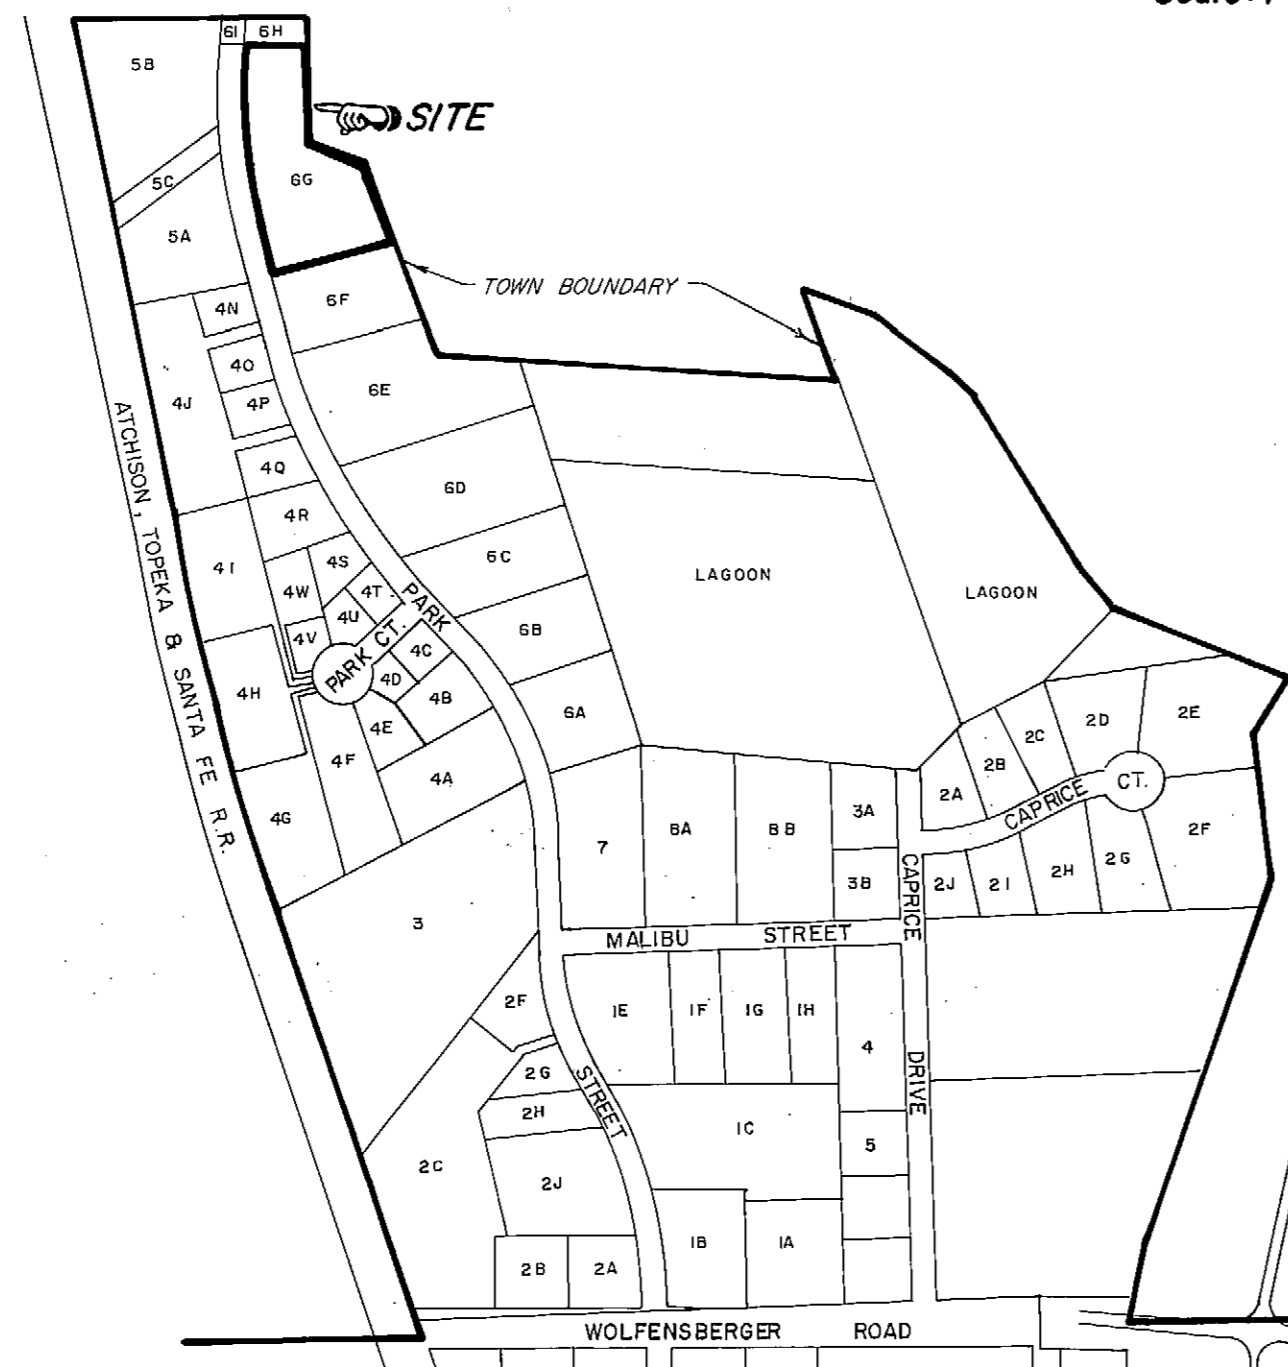 6I 6H
5B
SITE
5C
6G
5A
TOWN BOUNDARY
4N 6F
4O
4J 4P 6E
ATCHISON, TOPEKA & SANTA FE R.R.
4Q
6D
4R
4I 4S 6C
LAGOON
LAGOON
4W 4T
PARK
4U
6B
4V PARK CT. 4C
4D
4H 4B
6A
4E
4F
4A
4G
2E
2D
2C
2B
2A
CAPRICE CT.
3A
8A 8B
7
2F
3B
2J 2I 2H 2G
3
CAPRICE
MALIBU STREET
2F 1E 1F 1G 1H
4
DRIVE
2G
STREET
2H
1C
5
2C
2J
1B 1A
2B 2A
WOLFENSBERGER ROAD